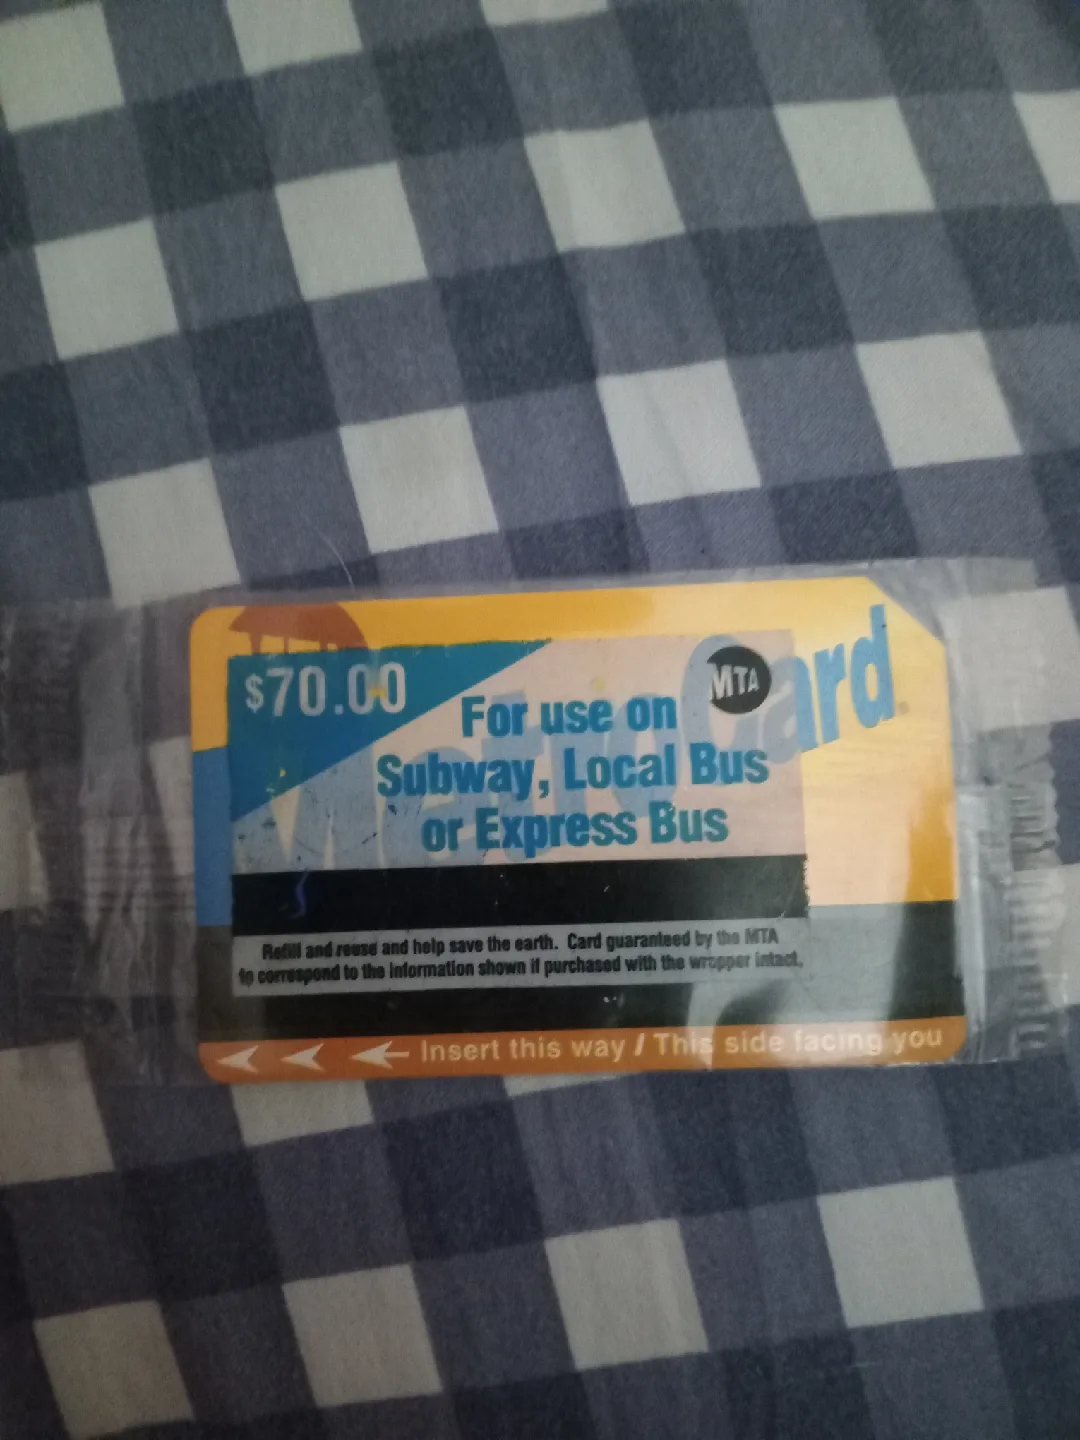 $70.00
MetroCard
MTA
For use on
Subway, Local Bus
or Express Bus
Refill and reuse and help save the earth. Card guaranteed by the MTA
to correspond to the information shown if purchased with the wrapper intact.
Insert this way / This side facing you